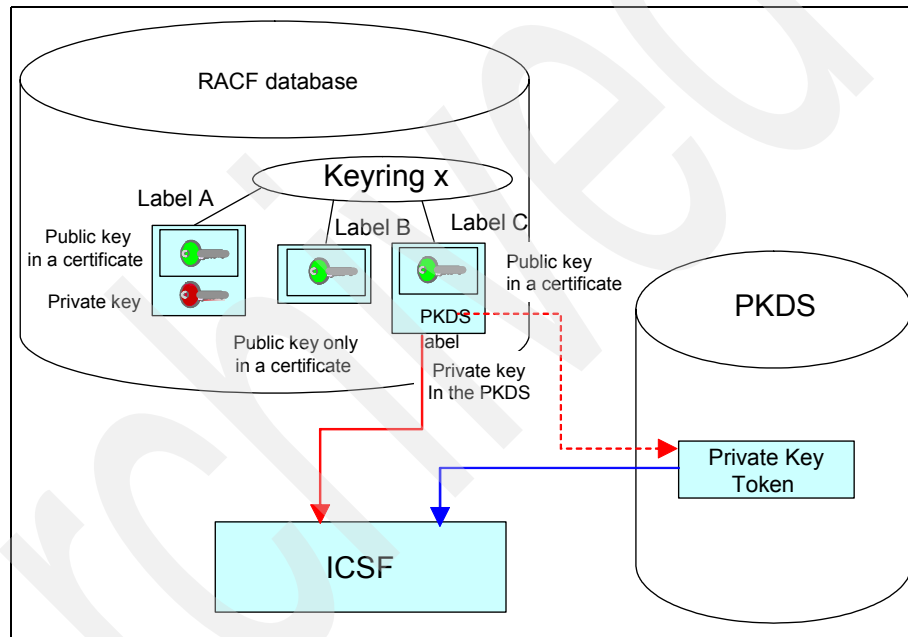 RACF database
Keyring x
Label A
Label B
Label C
Public key
in a certificate
Private key
Public key only
in a certificate
PKDS
abel
Public key
in a certificate
Private key
In the PKDS
PKDS
Private Key
Token
ICSF
rchived